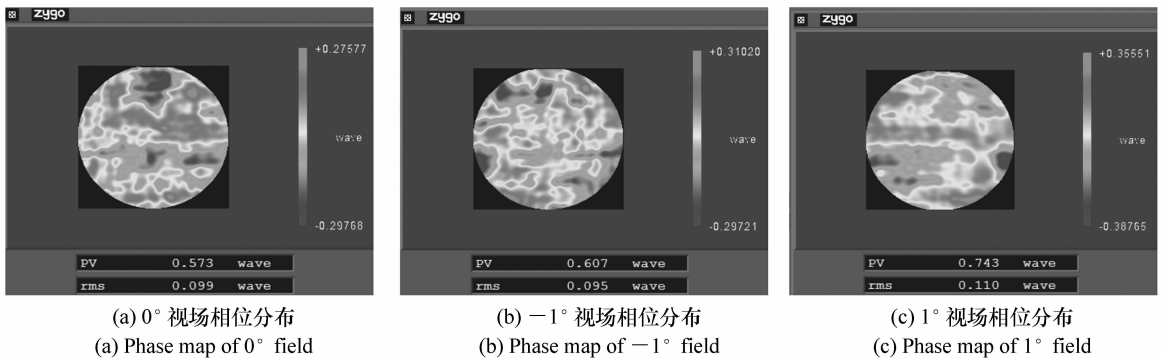 zygo
+0.27577
wave
-0.29768
PV 0.573 wave
rms 0.099 wave
(a) 0° 视场相位分布
(a) Phase map of 0° field
zygo
+0.31020
wave
-0.29721
PV 0.607 wave
rms 0.095 wave
(b) －1° 视场相位分布
(b) Phase map of －1° field
zygo
+0.35551
wave
-0.38765
PV 0.743 wave
rms 0.110 wave
(c) 1° 视场相位分布
(c) Phase map of 1° field